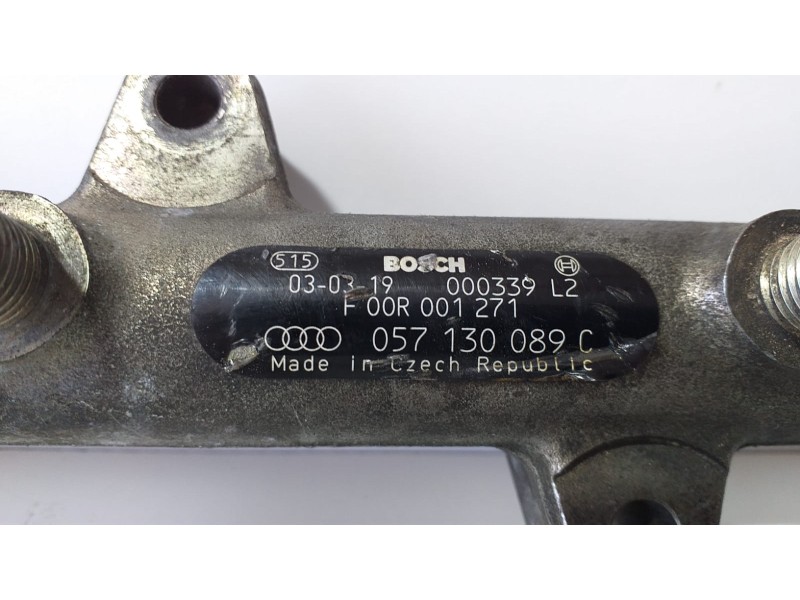 515 BOSCH
03-03-19 000339 L2
F 00R 001 271
057 130 089 C
Made in Czech Republic